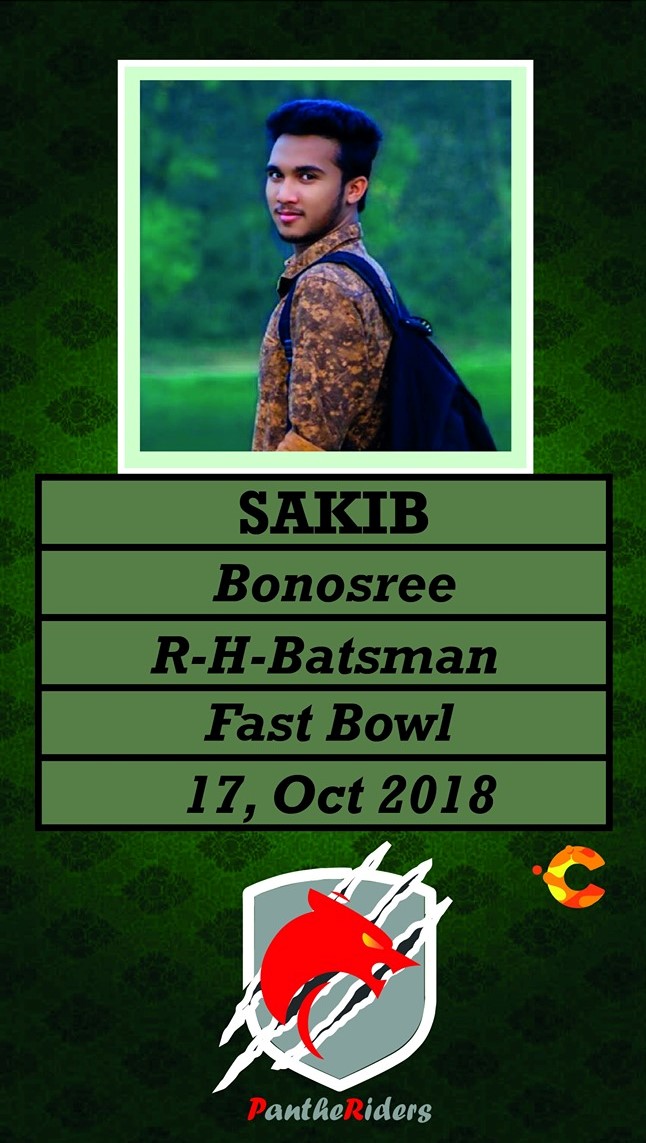 SAKIB
Bonosree
R-H-Batsman
Fast Bowl
17, Oct 2018
C
PantheRiders